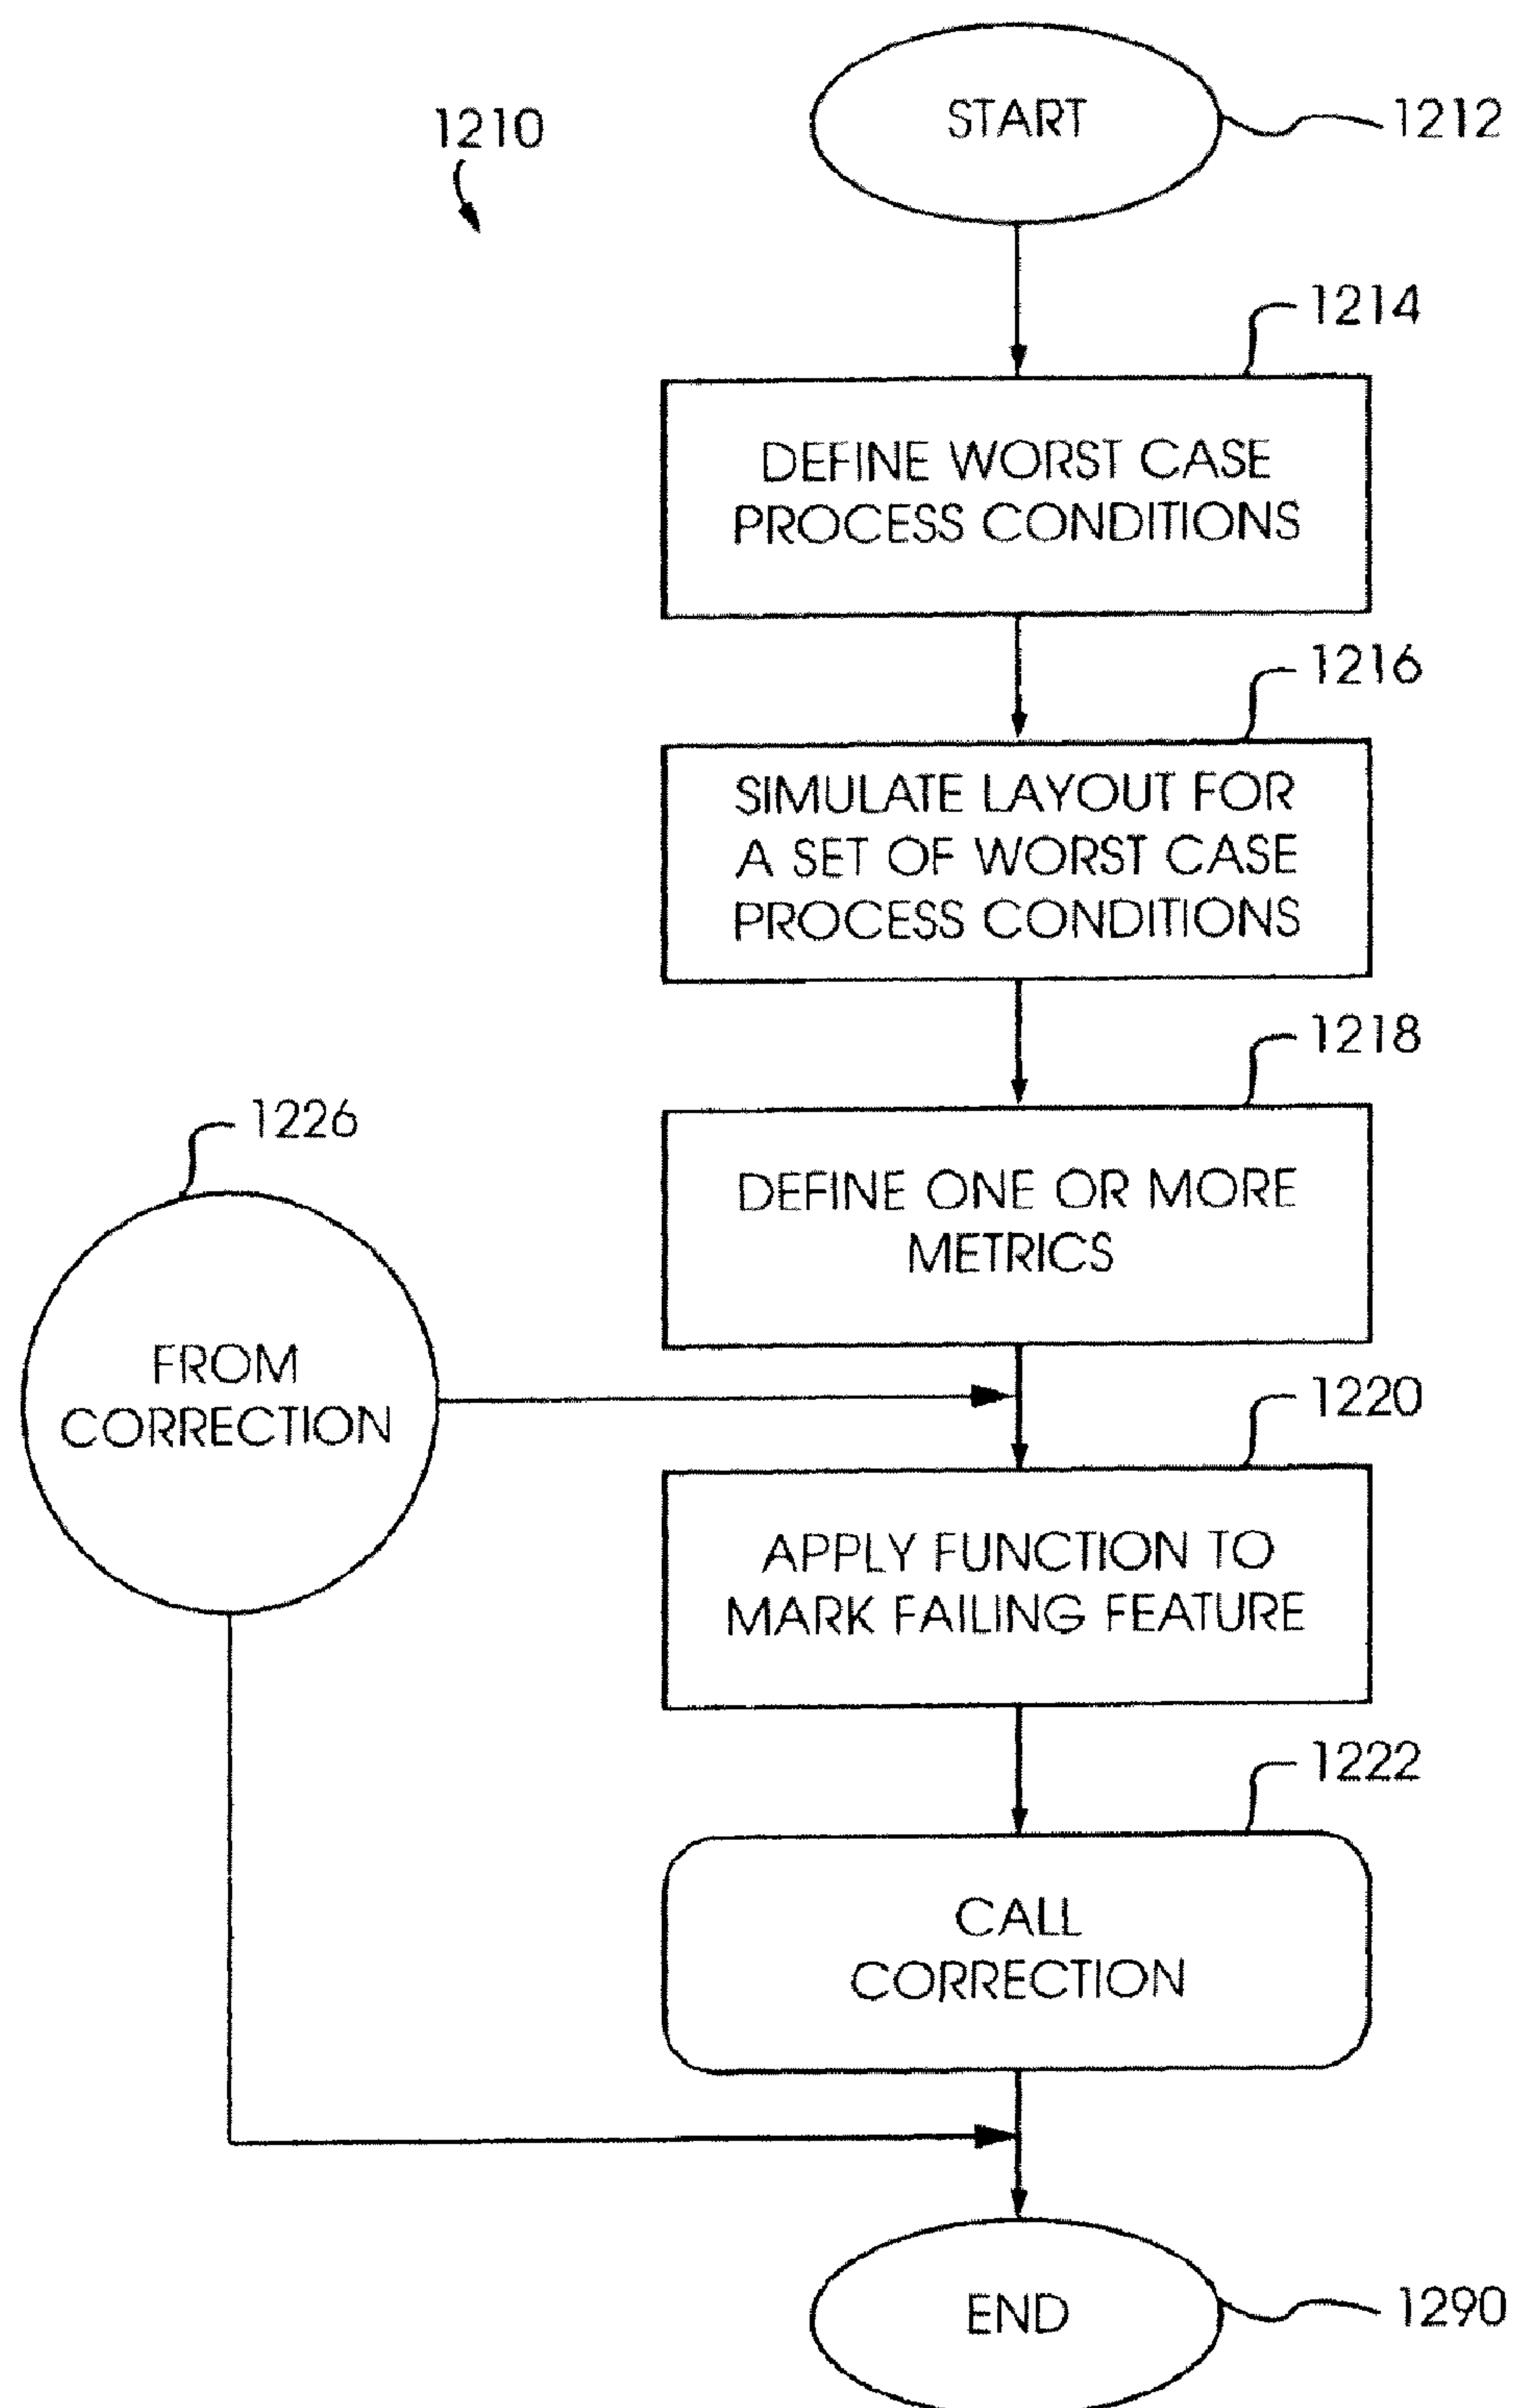 START
1212
1210
1214
DEFINE WORST CASE
PROCESS CONDITIONS
1216
SIMULATE LAYOUT FOR
A SET OF WORST CASE
PROCESS CONDITIONS
1218
DEFINE ONE OR MORE
METRICS
1226
FROM
CORRECTION
1220
APPLY FUNCTION TO
MARK FAILING FEATURE
1222
CALL
CORRECTION
END
1290